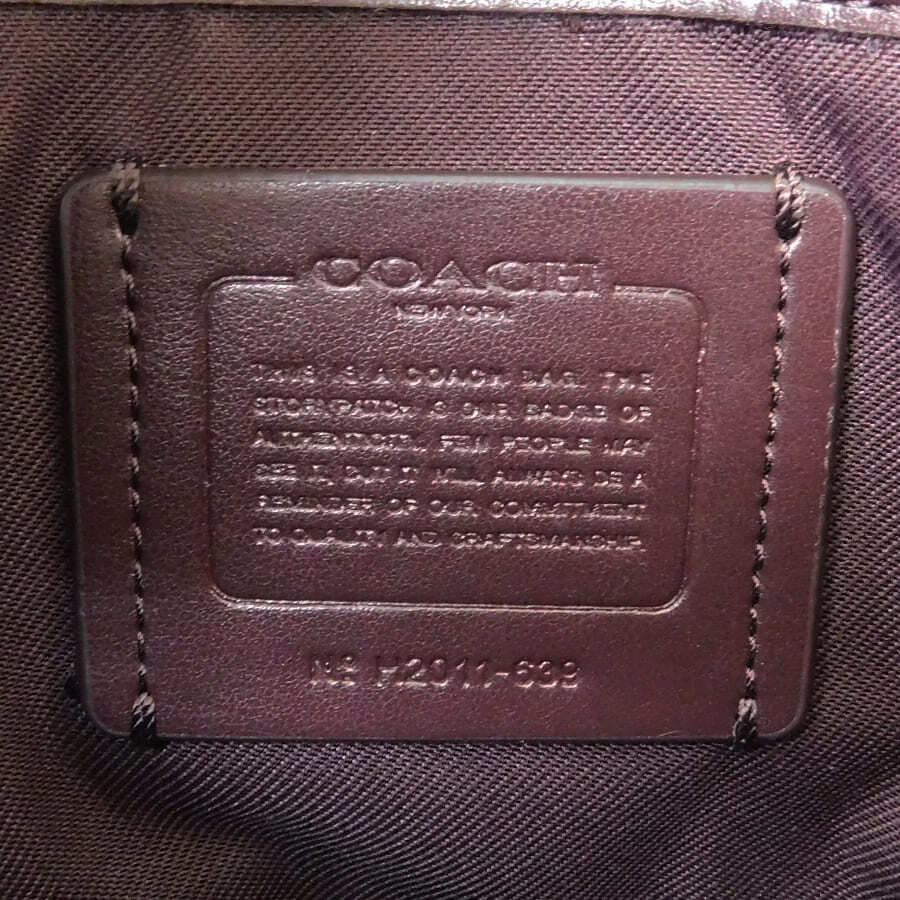 COACH
NEW YORK
THIS IS A COACH BAG. THE
STORYPATCH IS OUR BADGE OF
AUTHENTICITY. FEW PEOPLE MAY
SEE IT, BUT IT WILL ALWAYS BE A
REMINDER OF OUR COMMITMENT
TO QUALITY AND CRAFTSMANSHIP.
Nº H2011-639